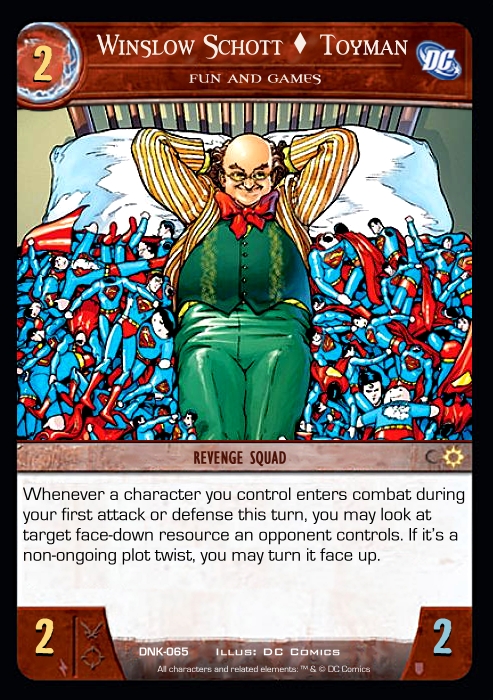 2
WINSLOW SCHOTT ♦ TOYMAN
DC
FUN AND GAMES
REVENGE SQUAD
Whenever a character you control enters combat during
your first attack or defense this turn, you may look at
target face-down resource an opponent controls. If it's a
non-ongoing plot twist, you may turn it face up.
2
2
DNK-065 ILLUS: DC COMICS
All characters and related elements: ™ & © DC Comics